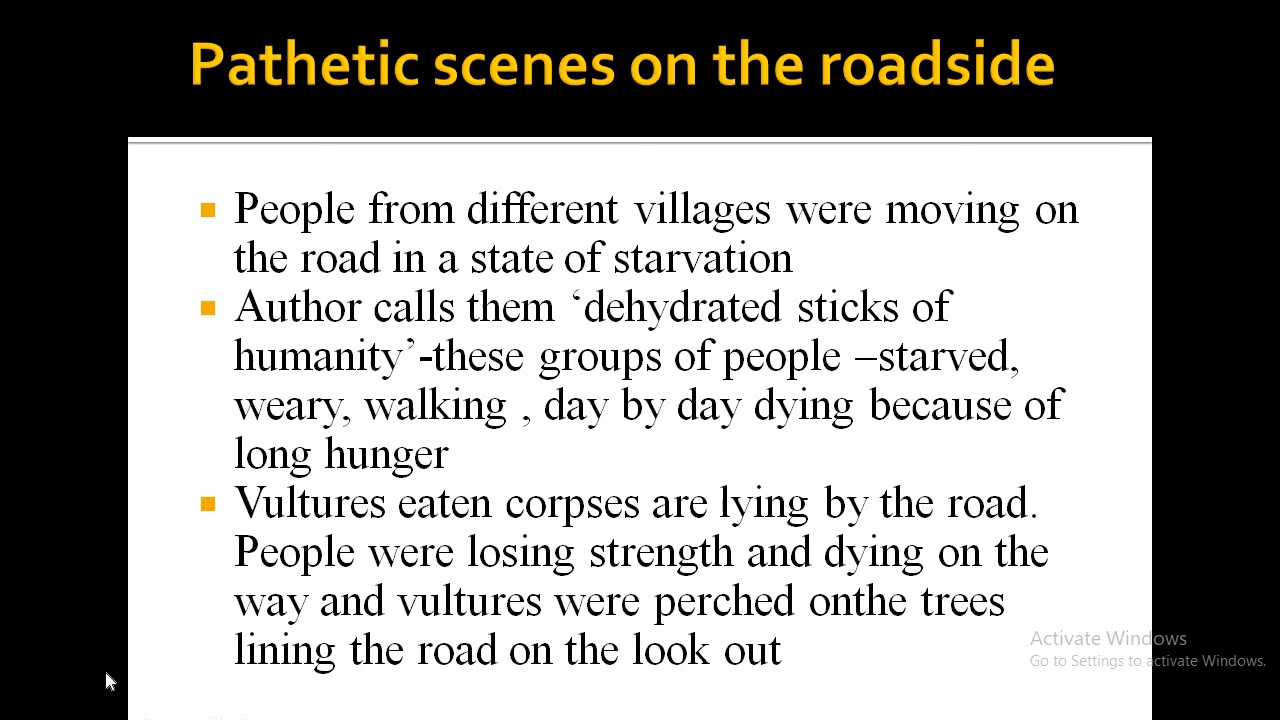 Pathetic scenes on the roadside
People from different villages were moving on
the road in a state of starvation
Author calls them ‘dehydrated sticks of
humanity’-these groups of people –starved,
weary, walking , day by day dying because of
long hunger
Vultures eaten corpses are lying by the road.
People were losing strength and dying on the
way and vultures were perched onthe trees
lining the road on the look out
Activate Windows
Go to Settings to activate Windows.